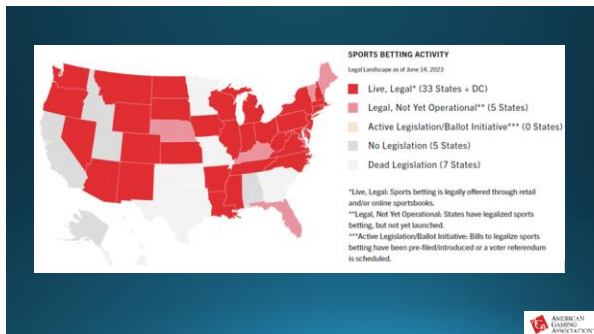 SPORTS BETTING ACTIVITY
Legal Landscape as of June 14, 2023
Live, Legal* (33 States + DC)
Legal, Not Yet Operational** (5 States)
Active Legislation/Ballot Initiative*** (0 States)
No Legislation (5 States)
Dead Legislation (7 States)
*Live, Legal: Sports betting is legally offered through retail
and/or online sportsbooks.
**Legal, Not Yet Operational: States have legalized sports
betting, but not yet launched.
***Active Legislation/Ballot Initiative: Bills to legalize sports
betting have been pre-filed/introduced or a voter referendum
is scheduled.
AMERICAN
GAMING
ASSOCIATION